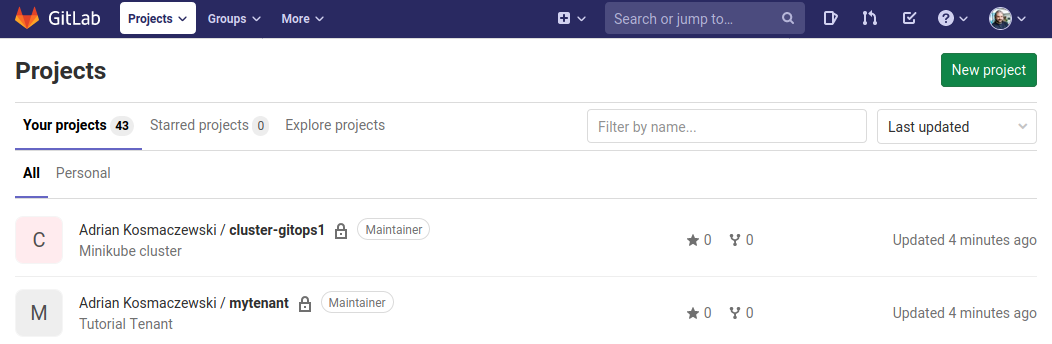 GitLab Projects Groups More Search or jump to...
Projects New project
Your projects 43 Starred projects 0 Explore projects Filter by name... Last updated
All Personal
C Adrian Kosmaczewski / cluster-gitops1 Maintainer 0 0 Updated 4 minutes ago
Minikube cluster
M Adrian Kosmaczewski / mytenant Maintainer 0 0 Updated 4 minutes ago
Tutorial Tenant